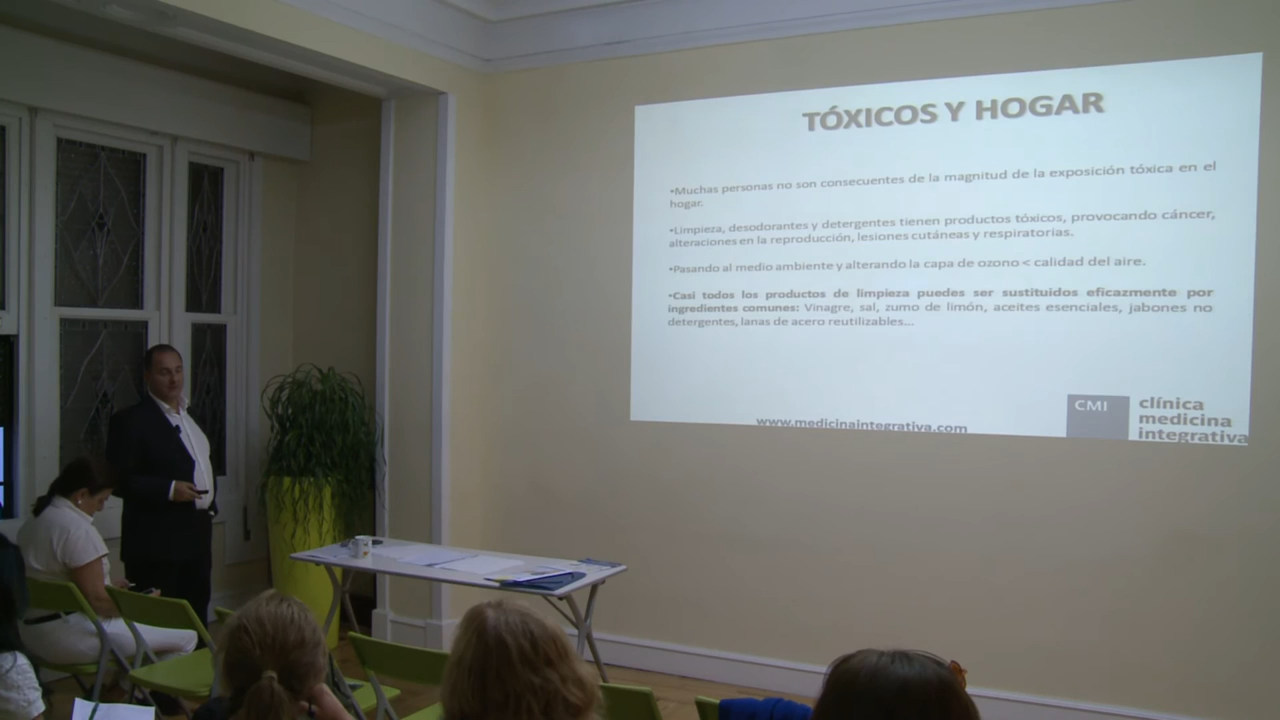 TÓXICOS Y HOGAR
•Muchas personas no son consecuentes de la magnitud de la exposición tóxica en el
hogar.
•Limpieza, desodorantes y detergentes tienen productos tóxicos, provocando cáncer,
alteraciones en la reproducción, lesiones cutáneas y respiratorias.
•Pasando al medio ambiente y alterando la capa de ozono < calidad del aire.
•Casi todos los productos de limpieza puedes ser sustituidos eficazmente por
ingredientes comunes: Vinagre, sal, zumo de limón, aceites esenciales, jabones no
detergentes, lanas de acero reutilizables...
www.medicinaintegrativa.com
CMI
clínica
medicina
integrativa